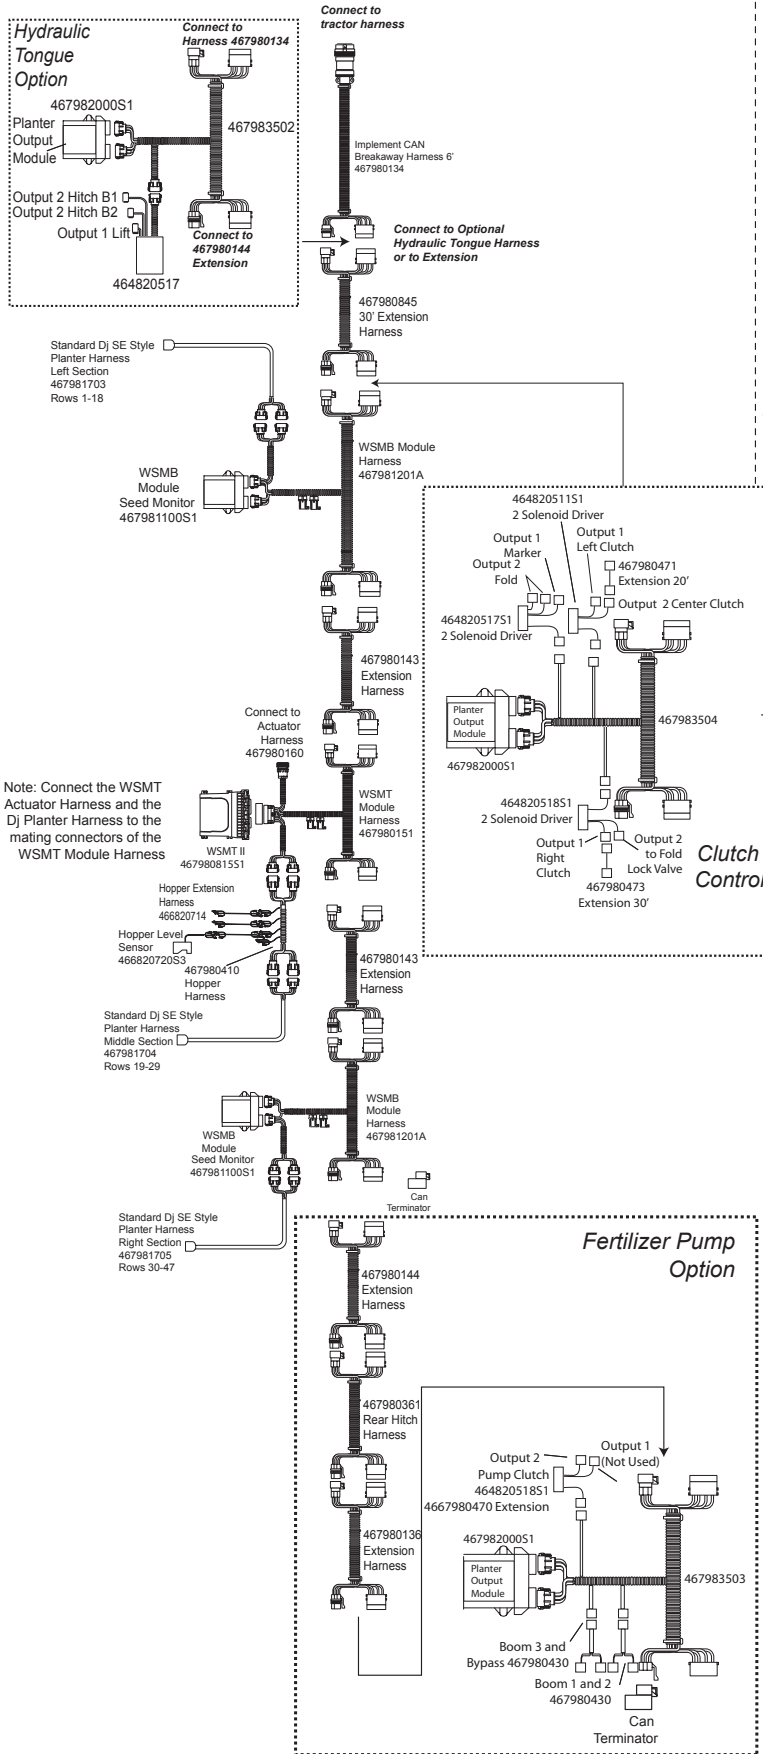 Hydraulic
Tongue
Option
Connect to
Harness 467980134
467982000S1
Planter
Output
Module
467983502
Output 2 Hitch B1
Output 2 Hitch B2
Output 1 Lift
Connect to
467980144
Extension
464820517
Connect to
tractor harness
Implement CAN
Breakaway Harness 6'
467980134
Connect to Optional
Hydraulic Tongue Harness
or to Extension
467980845
30' Extension
Harness
Standard Dj SE Style
Planter Harness
Left Section
467981703
Rows 1-18
WSMB Module
Harness
467981201A
WSMB
Module
Seed Monitor
467981100S1
464820511S1
2 Solenoid Driver
Output 1
Marker
Output 1
Left Clutch
Output 2
Fold
467980471
Extension 20'
Output 2 Center Clutch
464820517S1
2 Solenoid Driver
Planter
Output
Module
467983504
467982000S1
464820518S1
2 Solenoid Driver
Output 1
Right
Clutch
Output 2
to Fold
Lock Valve
467980473
Extension 30'
Clutch
Control
467980143
Extension
Harness
Connect to
Actuator
Harness
467980160
Note: Connect the WSMT
Actuator Harness and the
Dj Planter Harness to the
mating connectors of the
WSMT Module Harness
WSMT
Module
Harness
467980151
WSMT II
467980815S1
Hopper Extension
Harness
466820714
Hopper Level
Sensor
466820720S3
467980410
Hopper
Harness
467980143
Extension
Harness
Standard Dj SE Style
Planter Harness
Middle Section
467981704
Rows 19-29
WSMB
Module
Harness
467981201A
WSMB
Module
Seed Monitor
467981100S1
Can
Terminator
Standard Dj SE Style
Planter Harness
Right Section
467981705
Rows 30-47
Fertilizer Pump
Option
467980144
Extension
Harness
467980361
Rear Hitch
Harness
467980136
Extension
Harness
Output 2
Output 1
(Not Used)
Pump Clutch
464820518S1
4667980470 Extension
467982000S1
Planter
Output
Module
467983503
Boom 3 and
Bypass 467980430
Boom 1 and 2
467980430
Can
Terminator